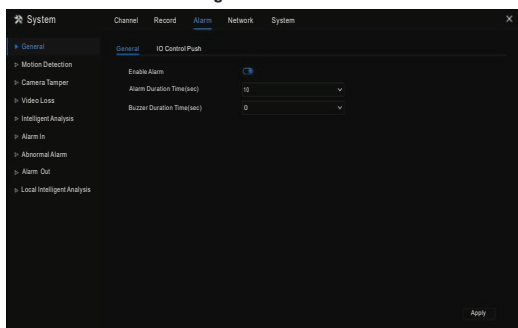 System
Channel Record Alarm Network System
General
Motion Detection
Camera Tamper
Video Loss
Intelligent Analysis
Alarm In
Abnormal Alarm
Alarm Out
Local Intelligent Analysis
General IO Control Push
Enable Alarm
Alarm Duration Time(sec) 10
Buzzer Duration Time(sec) 0
Apply